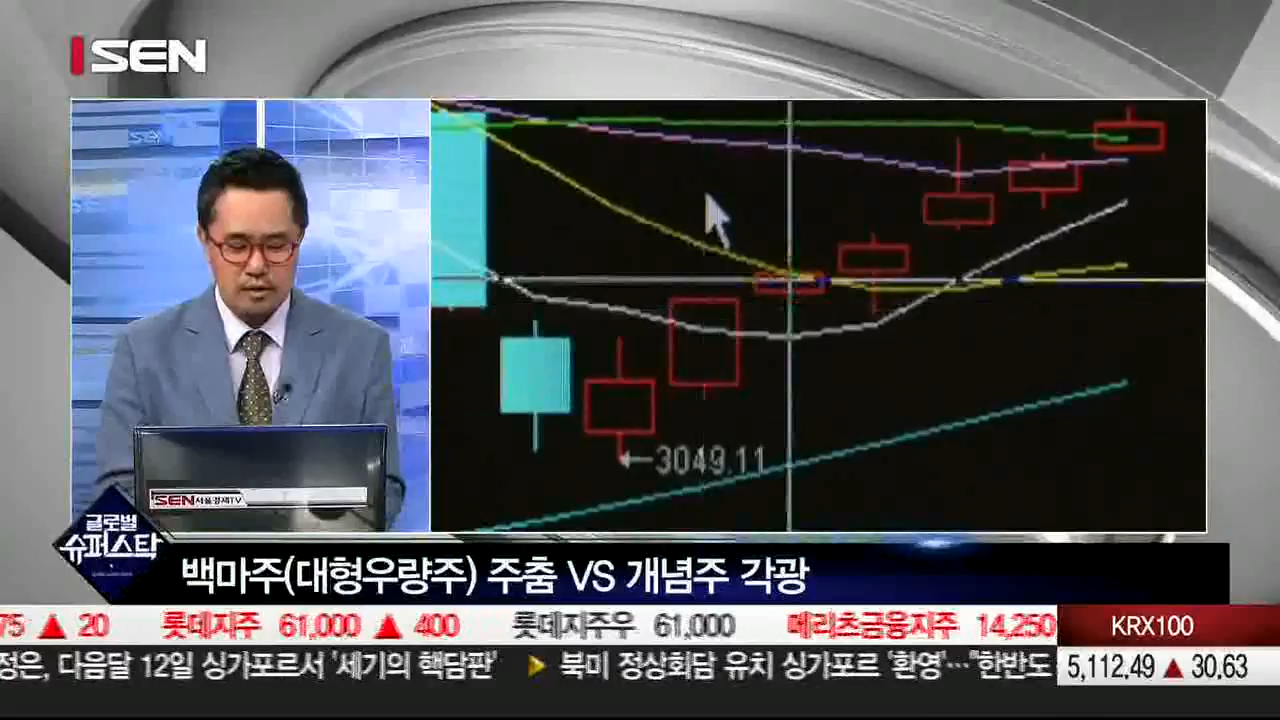 SEN
SEN
3049.11
SEN서울경제TV
글로벌
슈퍼스탁
백마주(대형우량주) 주춤 VS 개념주 각광
75 ▲ 20 롯데지주 61,000 ▲ 400 롯데지주우 61,000 메리츠금융지주 14,250
KRX100
정은, 다음달 12일 싱가포르서 '세기의 핵담판' ▶ 북미 정상회담 유치 싱가포르 '환영'…"한반도
5,112.49 ▲ 30.63